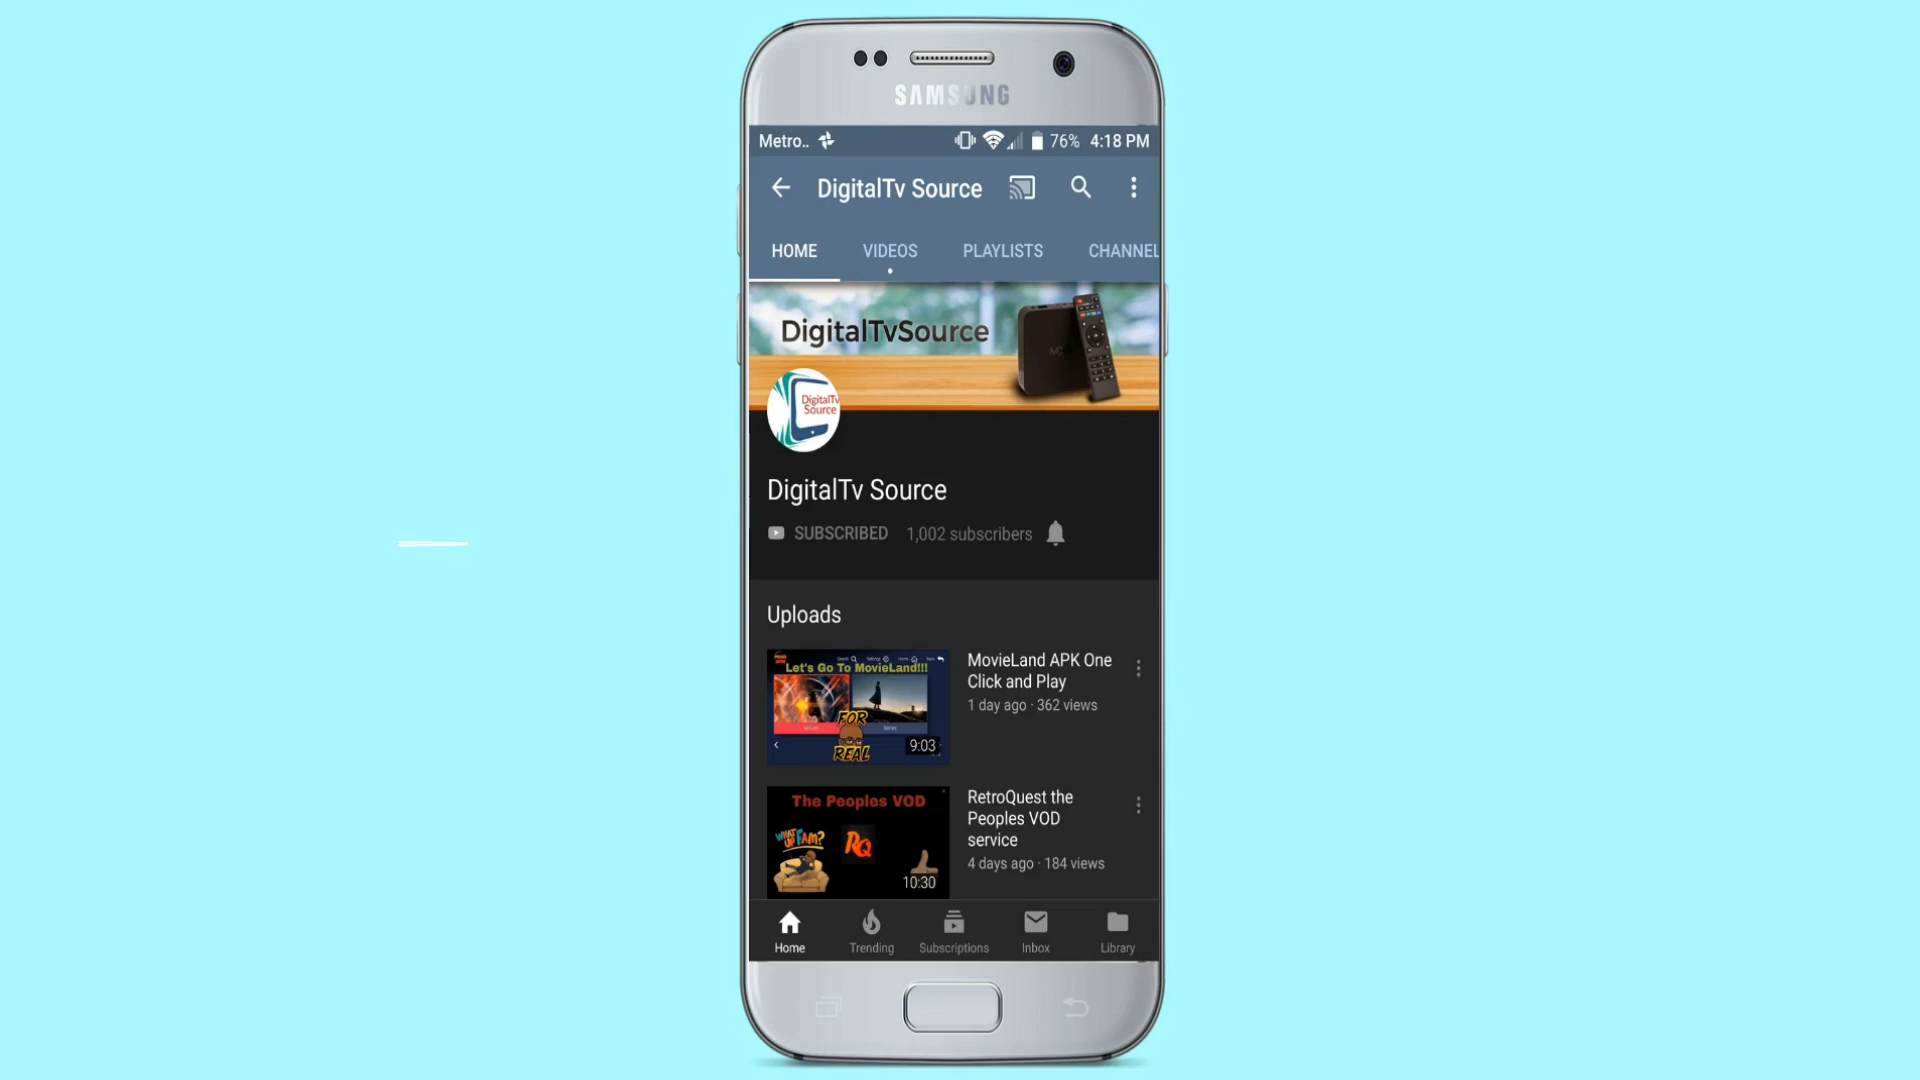 SAMSUNG
Metro.. 76% 4:18 PM
DigitalTv Source
HOME VIDEOS PLAYLISTS CHANNEL
DigitalTvSource
DigitalTv
Source
DigitalTv Source
SUBSCRIBED 1,002 subscribers
Uploads
Let's Go To MovieLand!!!
FOR
REAL
9:03
MovieLand APK One
Click and Play
1 day ago · 362 views
The Peoples VOD
WHAT
UP FAM?
RQ
10:30
RetroQuest the
Peoples VOD
service
4 days ago · 184 views
Home Trending Subscriptions Inbox Library